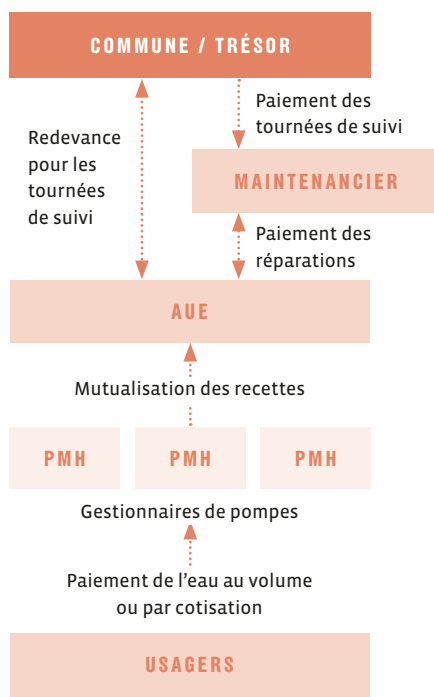 COMMUNE / TRÉSOR
Redevance
pour les
tournées
de suivi
Paiement des
tournées de suivi
MAINTENANCIER
Paiement des
réparations
AUE
Mutualisation des recettes
PMH PMH PMH
Gestionnaires de pompes
Paiement de l’eau au volume
ou par cotisation
USAGERS